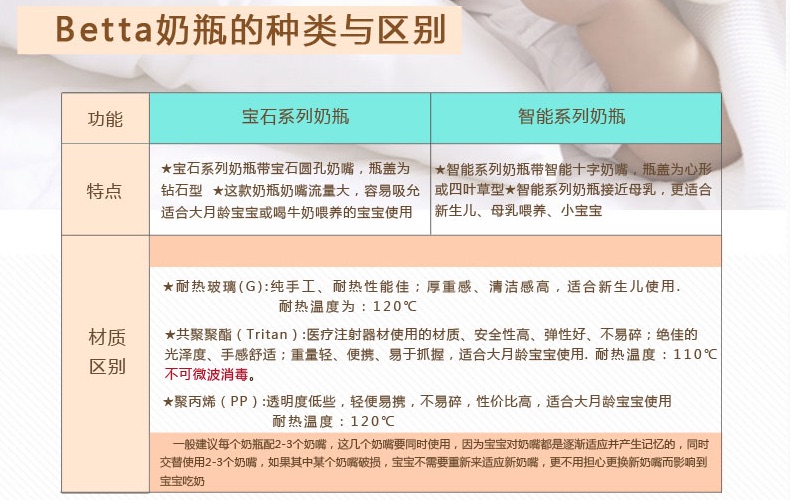 Betta奶瓶的种类与区别
功能
宝石系列奶瓶
智能系列奶瓶
特点
★宝石系列奶瓶带宝石圆孔奶嘴，瓶盖为
钻石型 ★这款奶瓶奶嘴流量大，容易吸允
适合大月龄宝宝或喝牛奶喂养的宝宝使用
★智能系列奶瓶带智能十字奶嘴，瓶盖为心形
或四叶草型★智能系列奶瓶接近母乳，更适合
新生儿、母乳喂养、小宝宝
材质
区别
★耐热玻璃(G):纯手工、耐热性能佳；厚重感、清洁感高，适合新生儿使用.
耐热温度为：120℃
★共聚聚酯（Tritan）:医疗注射器材使用的材质、安全性高、弹性好、不易碎；绝佳的
光泽度、手感舒适；重量轻、便携、易于抓握，适合大月龄宝宝使用. 耐热温度：110℃
不可微波消毒。
★聚丙烯（PP）:透明度低些，轻便易携，不易碎，性价比高，适合大月龄宝宝使用
耐热温度：120℃
一般建议每个奶瓶配2-3个奶嘴，这几个奶嘴要同时使用，因为宝宝对奶嘴都是逐渐适应并产生记忆的，同时
交替使用2-3个奶嘴，如果其中某个奶嘴破损，宝宝不需要重新来适应新奶嘴，更不用担心更换新奶嘴而影响到
宝宝吃奶